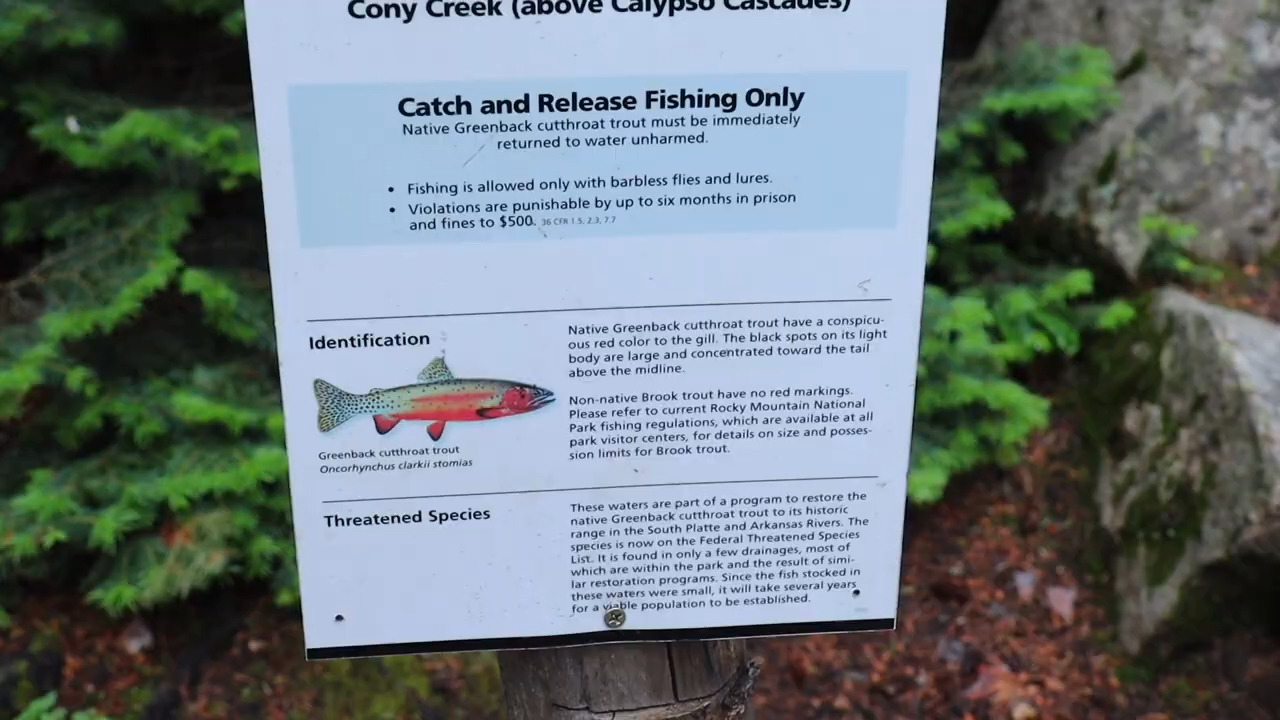 Cony Creek (above Calypso Cascades)
Catch and Release Fishing Only
Native Greenback cutthroat trout must be immediately
returned to water unharmed.
• Fishing is allowed only with barbless flies and lures.
• Violations are punishable by up to six months in prison
and fines to $500. 36 CFR 1.5, 2.3, 7.7
Identification
Greenback cutthroat trout
Oncorhynchus clarkii stomias
Native Greenback cutthroat trout have a conspicu-
ous red color to the gill. The black spots on its light
body are large and concentrated toward the tail
above the midline.
Non-native Brook trout have no red markings.
Please refer to current Rocky Mountain National
Park fishing regulations, which are available at all
park visitor centers, for details on size and posses-
sion limits for Brook trout.
Threatened Species
These waters are part of a program to restore the
native Greenback cutthroat trout to its historic
range in the South Platte and Arkansas Rivers. The
species is now on the Federal Threatened Species
List. It is found in only a few drainages, most of
which are within the park and the result of simi-
lar restoration programs. Since the fish stocked in
these waters were small, it will take several years
for a viable population to be established.